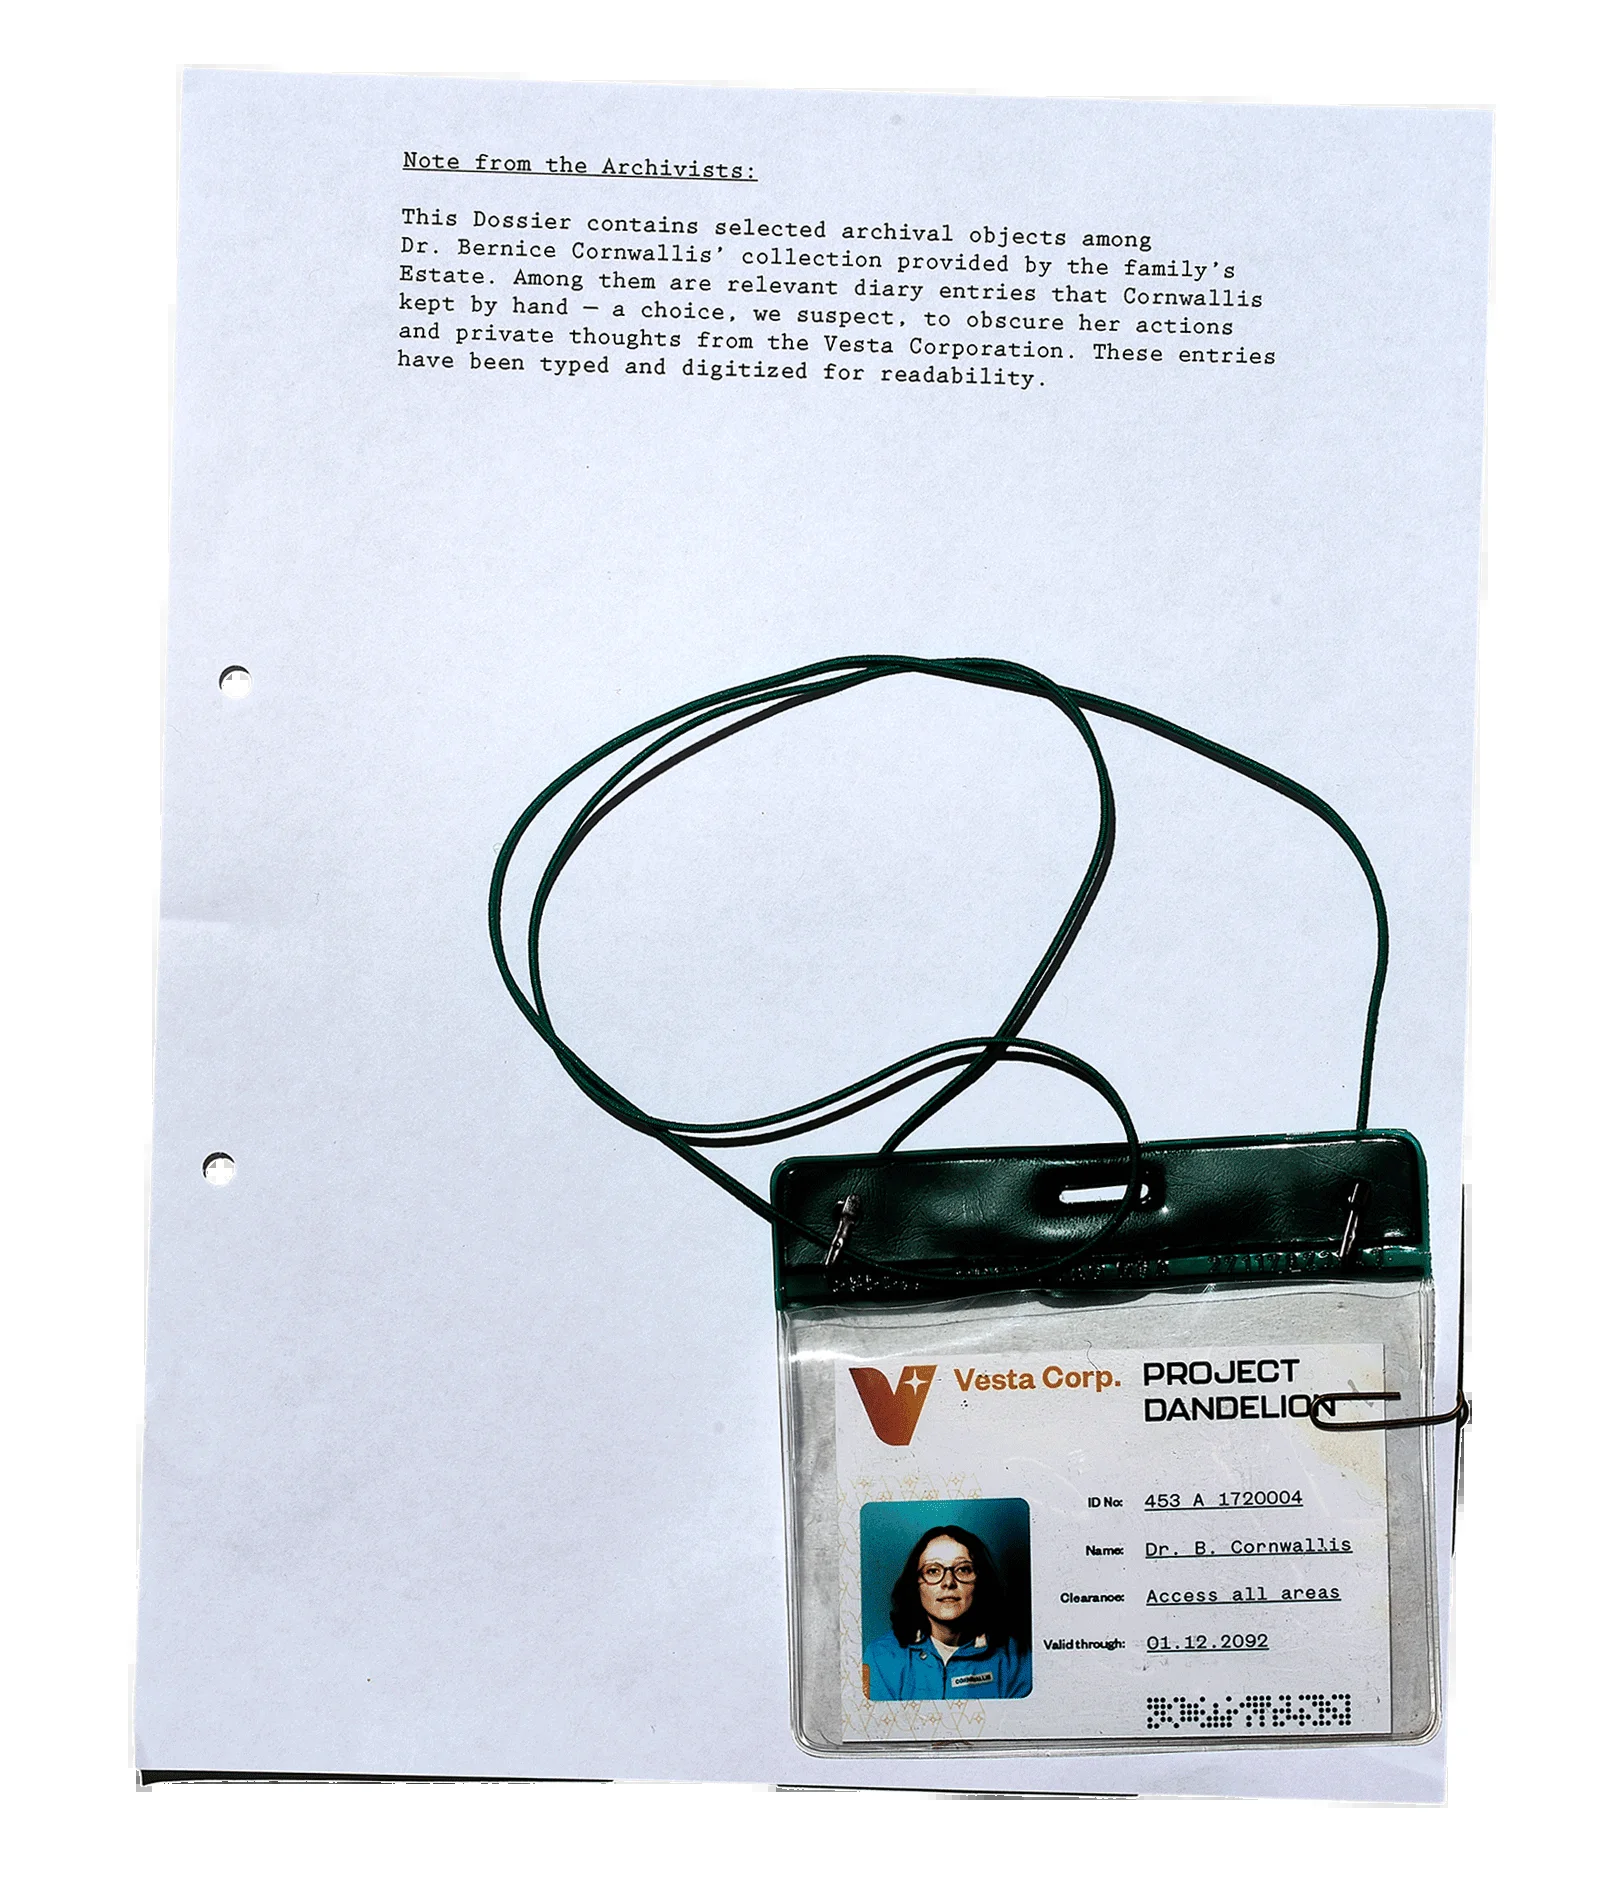 Note from the Archivists:
This Dossier contains selected archival objects among
Dr. Bernice Cornwallis’ collection provided by the family’s
Estate. Among them are relevant diary entries that Cornwallis
kept by hand — a choice, we suspect, to obscure her actions
and private thoughts from the Vesta Corporation. These entries
have been typed and digitized for readability.
Vesta Corp.
PROJECT
DANDELION
ID No: 453 A 1720004
Name: Dr. B. Cornwallis
Clearance: Access all areas
Valid through: 01.12.2092
CORNWALLIS